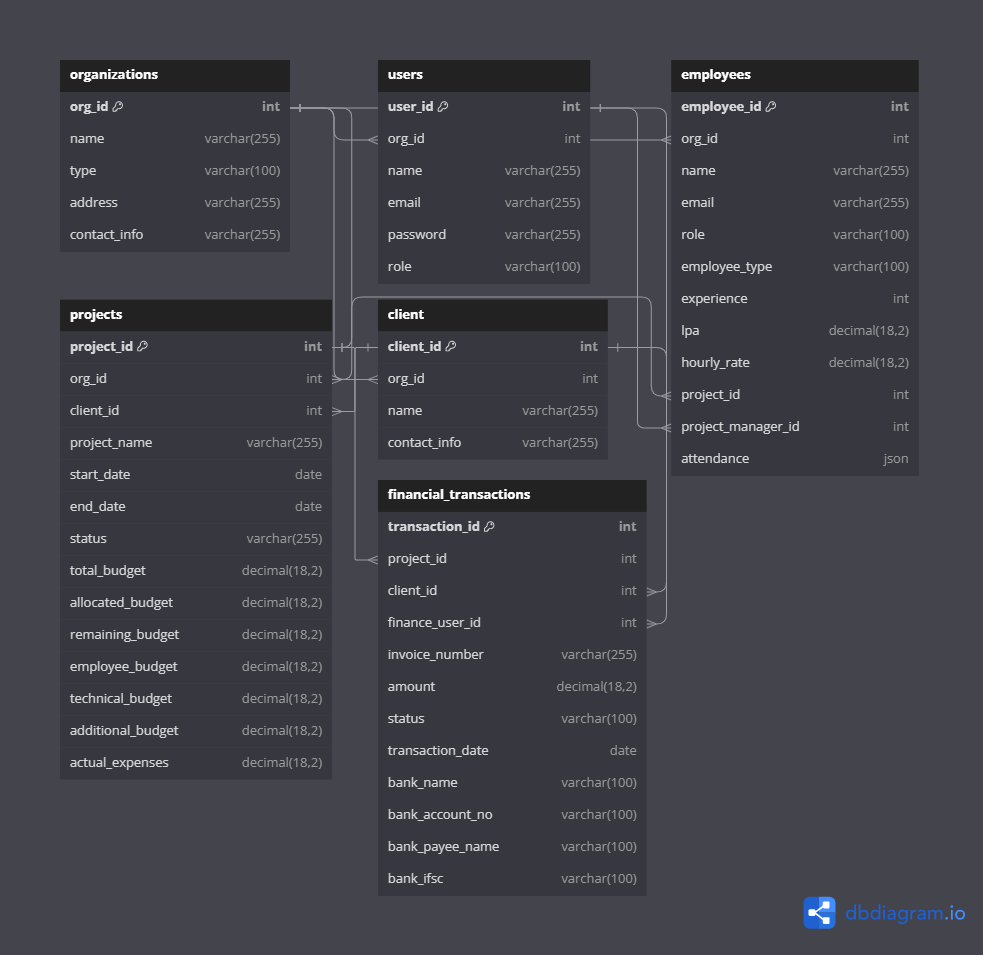 organizations
org_id int
name varchar(255)
type varchar(100)
address varchar(255)
contact_info varchar(255)
users
user_id int
org_id int
name varchar(255)
email varchar(255)
password varchar(255)
role varchar(100)
employees
employee_id int
org_id int
name varchar(255)
email varchar(255)
role varchar(100)
employee_type varchar(100)
experience int
lpa decimal(18,2)
hourly_rate decimal(18,2)
project_id int
project_manager_id int
attendance json
projects
project_id int
org_id int
client_id int
project_name varchar(255)
start_date date
end_date date
status varchar(255)
total_budget decimal(18,2)
allocated_budget decimal(18,2)
remaining_budget decimal(18,2)
employee_budget decimal(18,2)
technical_budget decimal(18,2)
additional_budget decimal(18,2)
actual_expenses decimal(18,2)
client
client_id int
org_id int
name varchar(255)
contact_info varchar(255)
financial_transactions
transaction_id int
project_id int
client_id int
finance_user_id int
invoice_number varchar(255)
amount decimal(18,2)
status varchar(100)
transaction_date date
bank_name varchar(100)
bank_account_no varchar(100)
bank_payee_name varchar(100)
bank_ifsc varchar(100)
dbdiagram.io